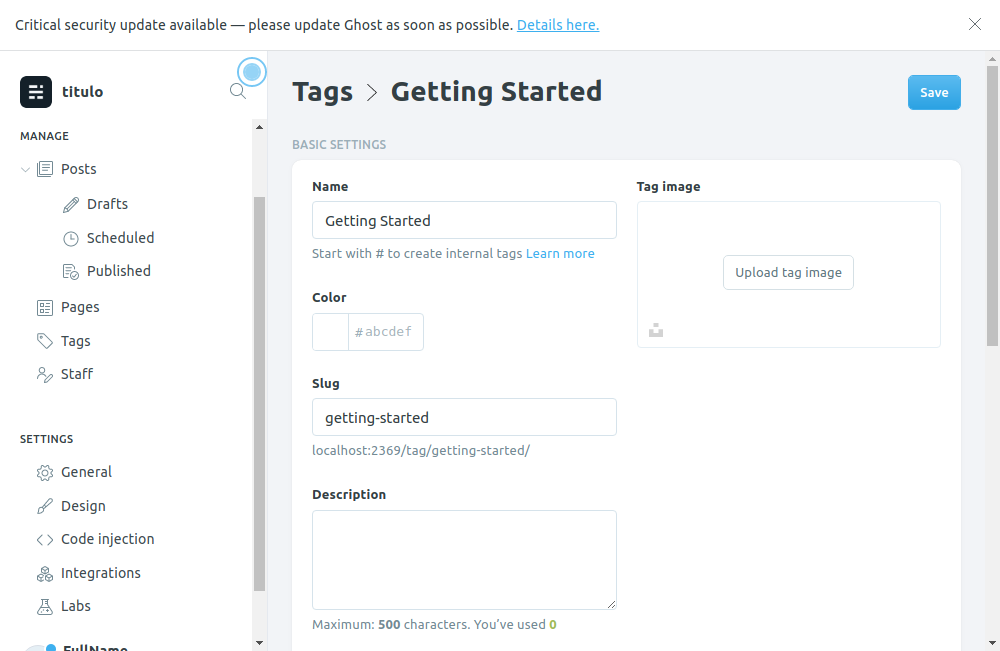 Critical security update available — please update Ghost as soon as possible. Details here.
titulo
MANAGE
Posts
Drafts
Scheduled
Published
Pages
Tags
Staff
SETTINGS
General
Design
Code injection
Integrations
Labs
FullName
Tags > Getting Started
Save
BASIC SETTINGS
Name
Getting Started
Start with # to create internal tags Learn more
Color
#abcdef
Slug
getting-started
localhost:2369/tag/getting-started/
Description
Maximum: 500 characters. You’ve used 0
Tag image
Upload tag image